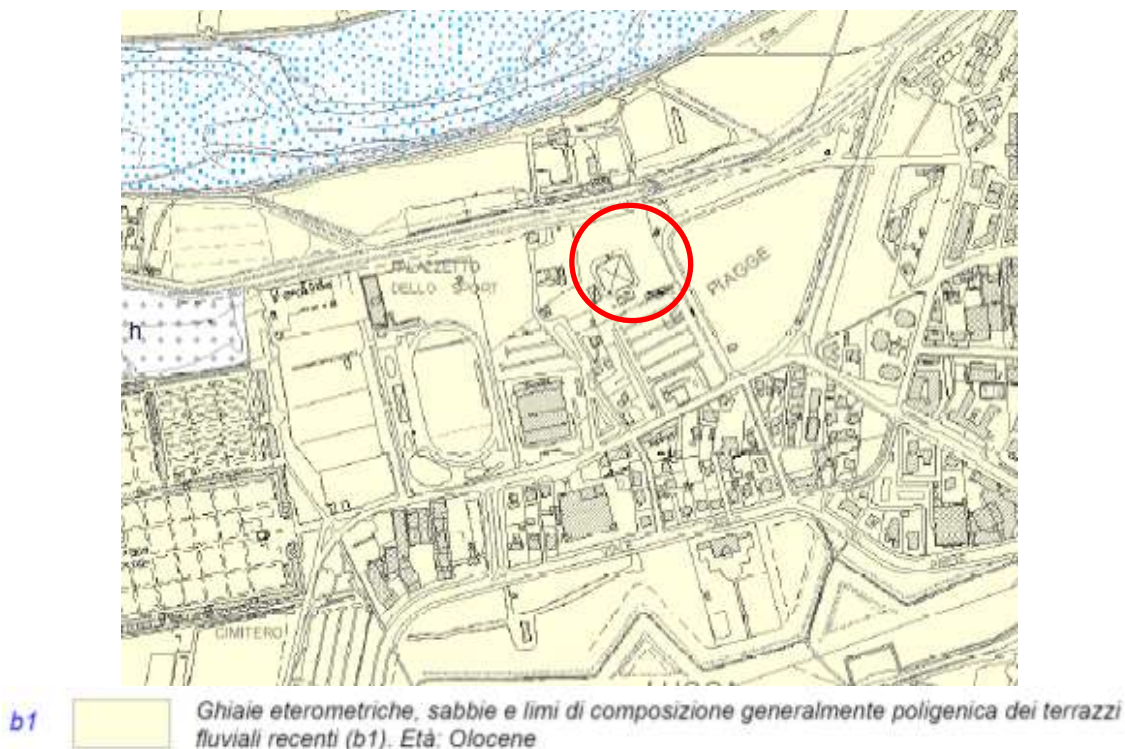 PALAZZETTO
DELLO SPORT
PIAGGE
h
CIMITERO
LUCCA
b1
Ghiaie eterometriche, sabbie e limi di composizione generalmente poligenica dei terrazzi
fluviali recenti (b1). Età: Olocene